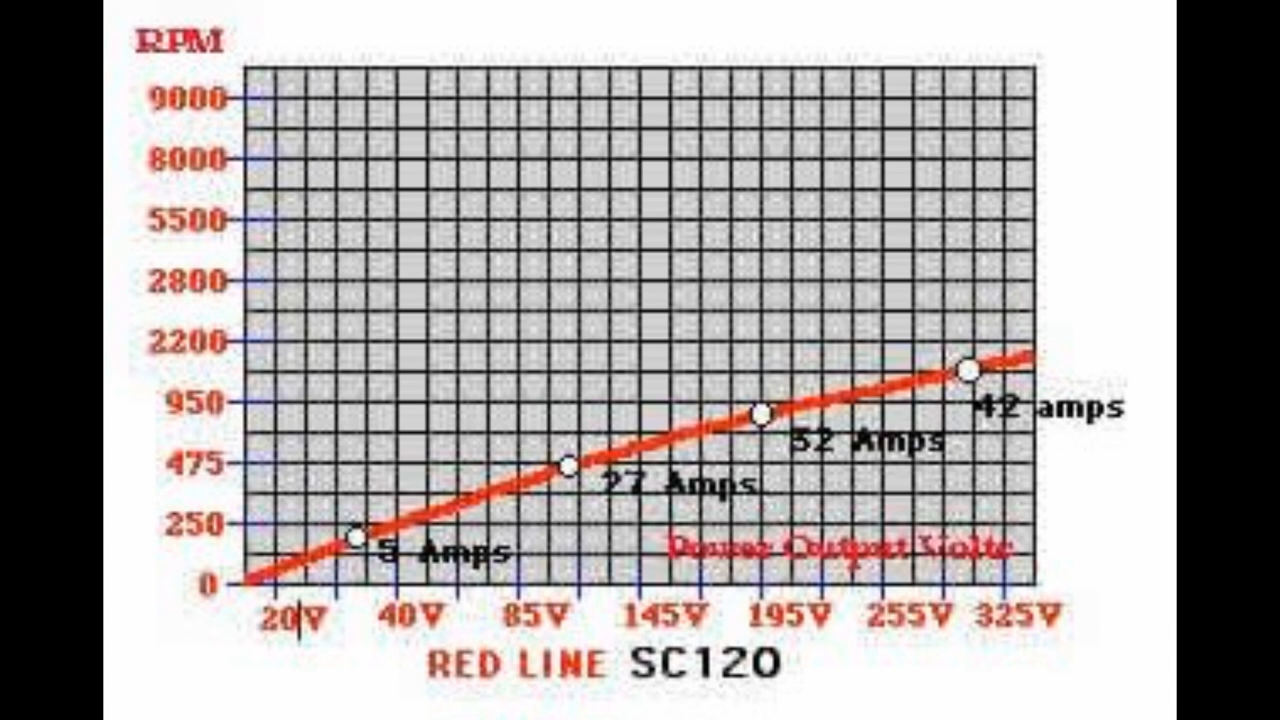 RPM
9000
8000
5500
2800
2200
950
475
250
0
42 amps
32 Amps
27 Amps
5 Amps
Power Output Volts
20V 40V 85V 145V 195V 255V 325V
RED LINE SC120